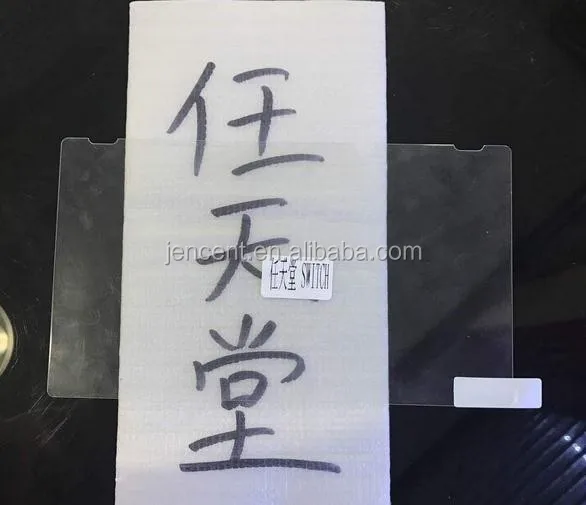 任
天
堂
jencent.en.alibaba.com
任天堂 SWITCH